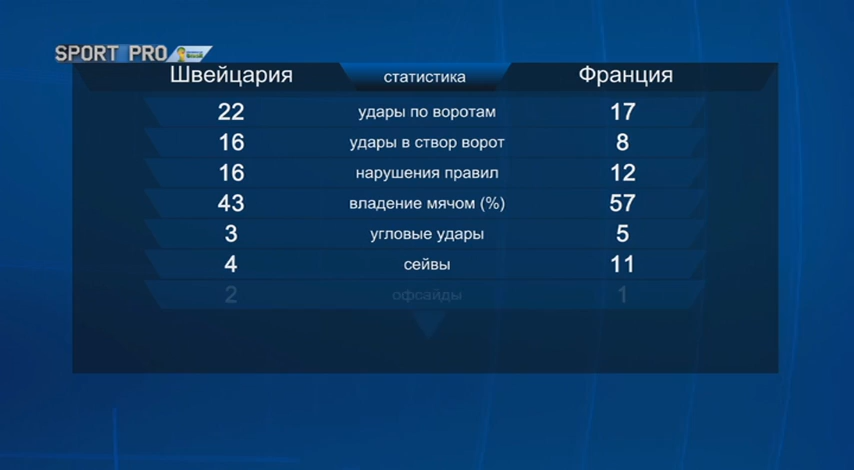 SPORT PRO
Швейцария статистика Франция
22 удары по воротам 17
16 удары в створ ворот 8
16 нарушения правил 12
43 владение мячом (%) 57
3 угловые удары 5
4 сейвы 11
2 офсайды 1